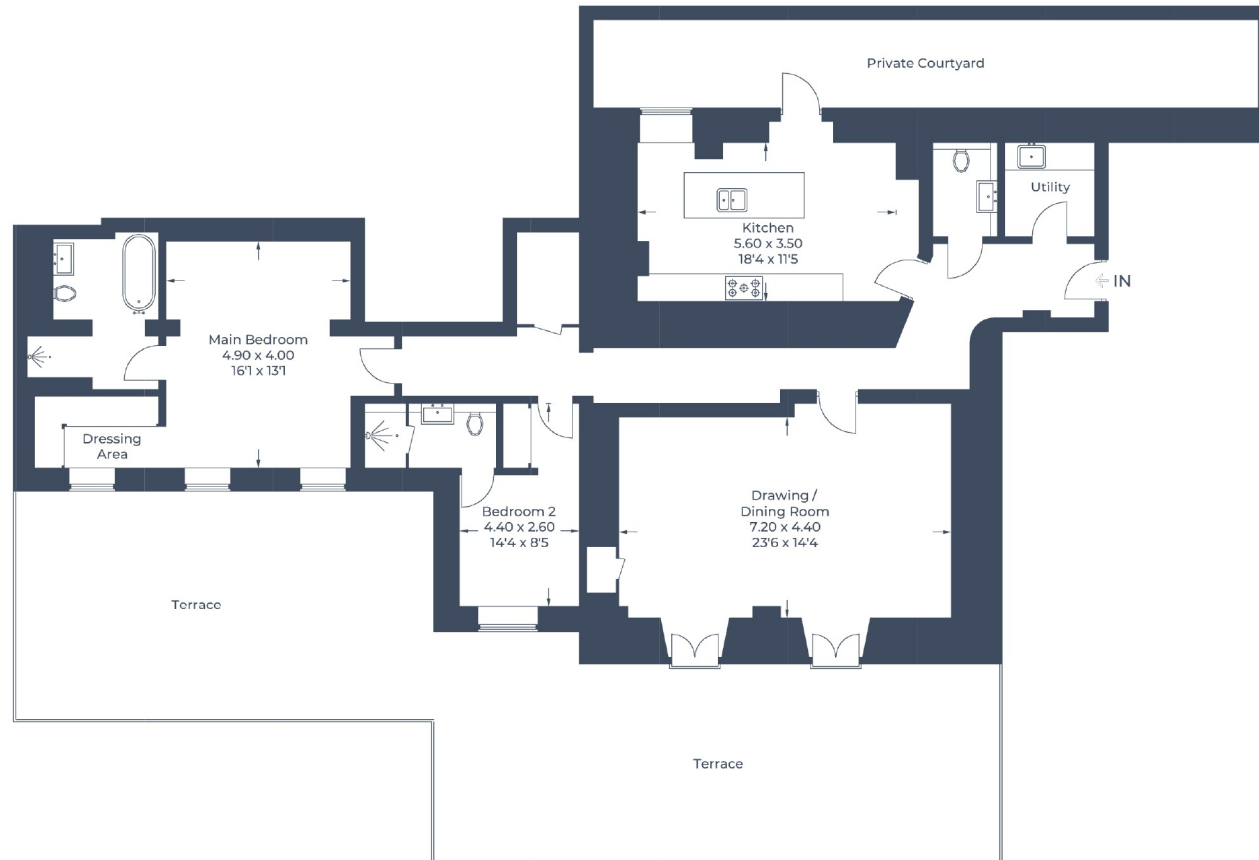 Private Courtyard
Utility
Kitchen
5.60 x 3.50
18'4 x 11'5
IN
Main Bedroom
4.90 x 4.00
16'1 x 13'1
Dressing
Area
Bedroom 2
4.40 x 2.60
14'4 x 8'5
Drawing /
Dining Room
7.20 x 4.40
23'6 x 14'4
Terrace
Terrace